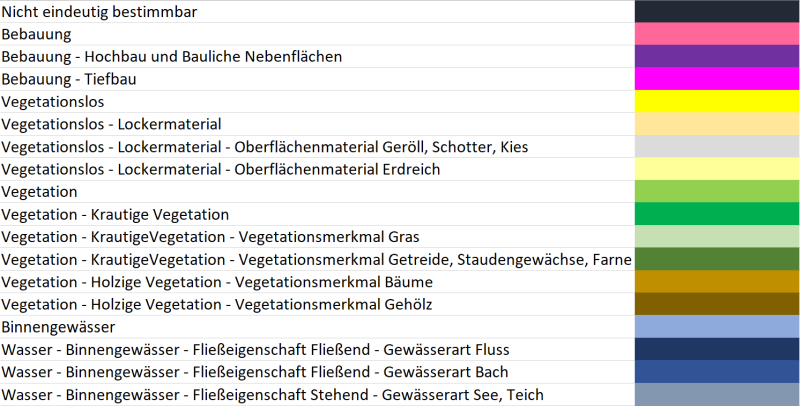 Nicht eindeutig bestimmbar
Bebauung
Bebauung - Hochbau und Bauliche Nebenflächen
Bebauung - Tiefbau
Vegetationslos
Vegetationslos - Lockermaterial
Vegetationslos - Lockermaterial - Oberflächenmaterial Geröll, Schotter, Kies
Vegetationslos - Lockermaterial - Oberflächenmaterial Erdreich
Vegetation
Vegetation - Krautige Vegetation
Vegetation - KrautigeVegetation - Vegetationsmerkmal Gras
Vegetation - KrautigeVegetation - Vegetationsmerkmal Getreide, Staudengewächse, Farne
Vegetation - Holzige Vegetation - Vegetationsmerkmal Bäume
Vegetation - Holzige Vegetation - Vegetationsmerkmal Gehölz
Binnengewässer
Wasser - Binnengewässer - Fließeigenschaft Fließend - Gewässerart Fluss
Wasser - Binnengewässer - Fließeigenschaft Fließend - Gewässerart Bach
Wasser - Binnengewässer - Fließeigenschaft Stehend - Gewässerart See, Teich